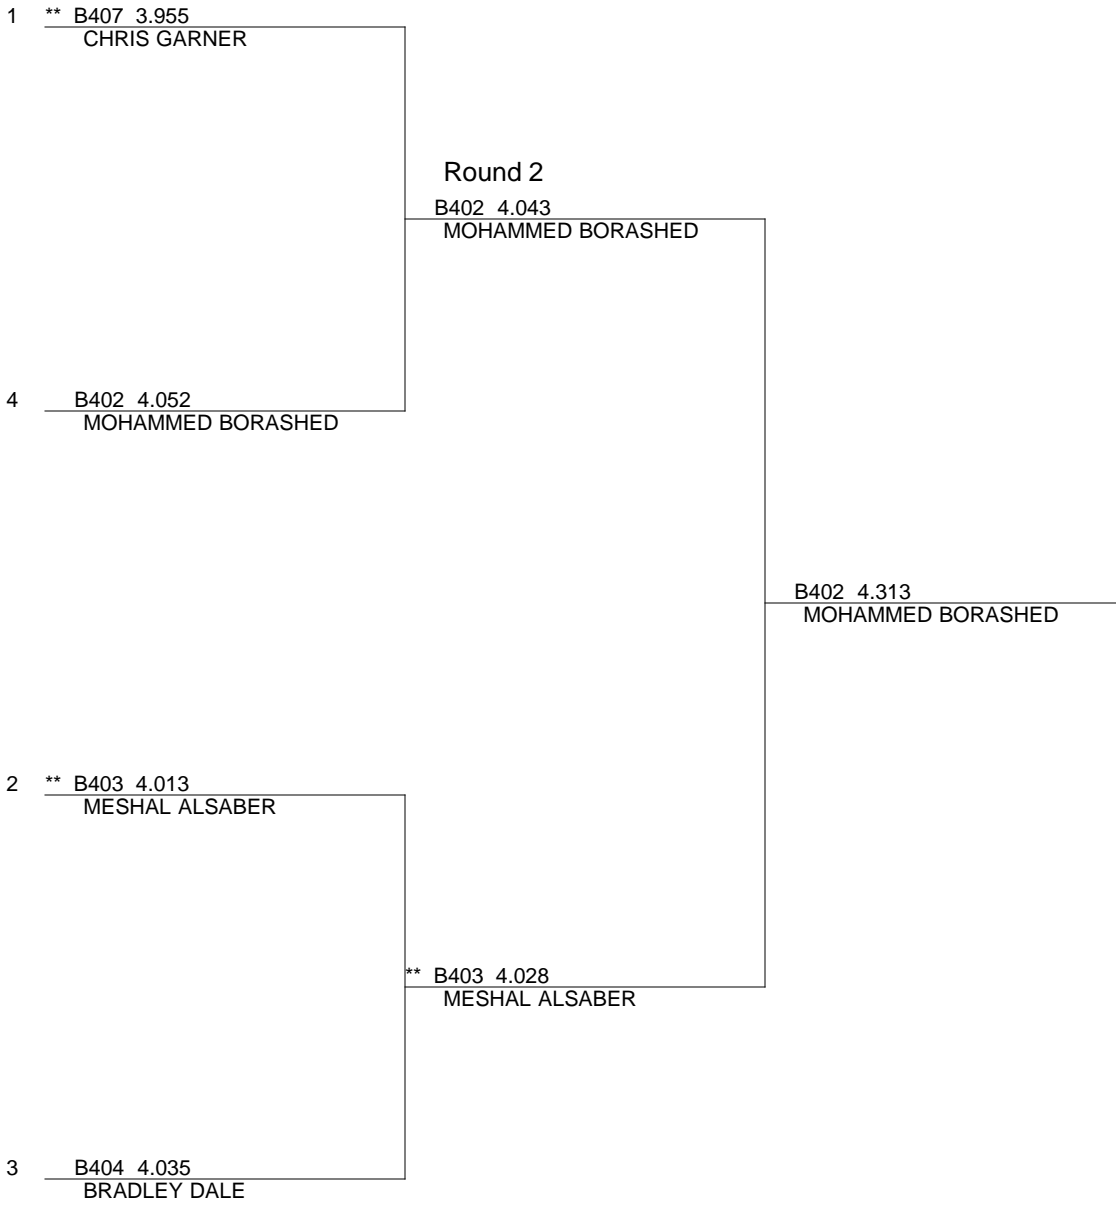 1 ** B407 3.955
CHRIS GARNER
Round 2
B402 4.043
MOHAMMED BORASHED
4 B402 4.052
MOHAMMED BORASHED
B402 4.313
MOHAMMED BORASHED
2 ** B403 4.013
MESHAL ALSABER
** B403 4.028
MESHAL ALSABER
3 B404 4.035
BRADLEY DALE